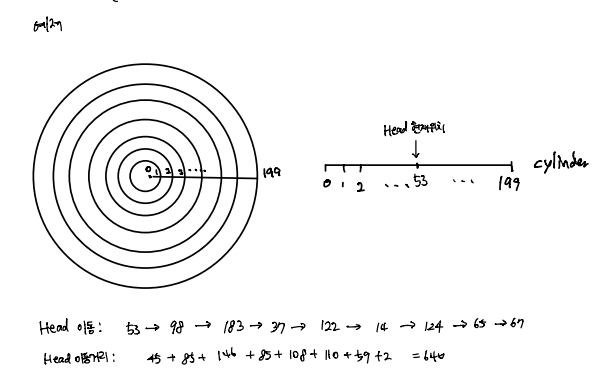 0 1 2 3 ... 199
Head 현재위치
0 1 2 ... 53 ... 199 cylinder
Head 이동: 53 → 98 → 183 → 37 → 122 → 14 → 124 → 65 → 67
Head 이동거리: 45 + 85 + 146 + 85 + 108 + 110 + 59 + 2 = 640